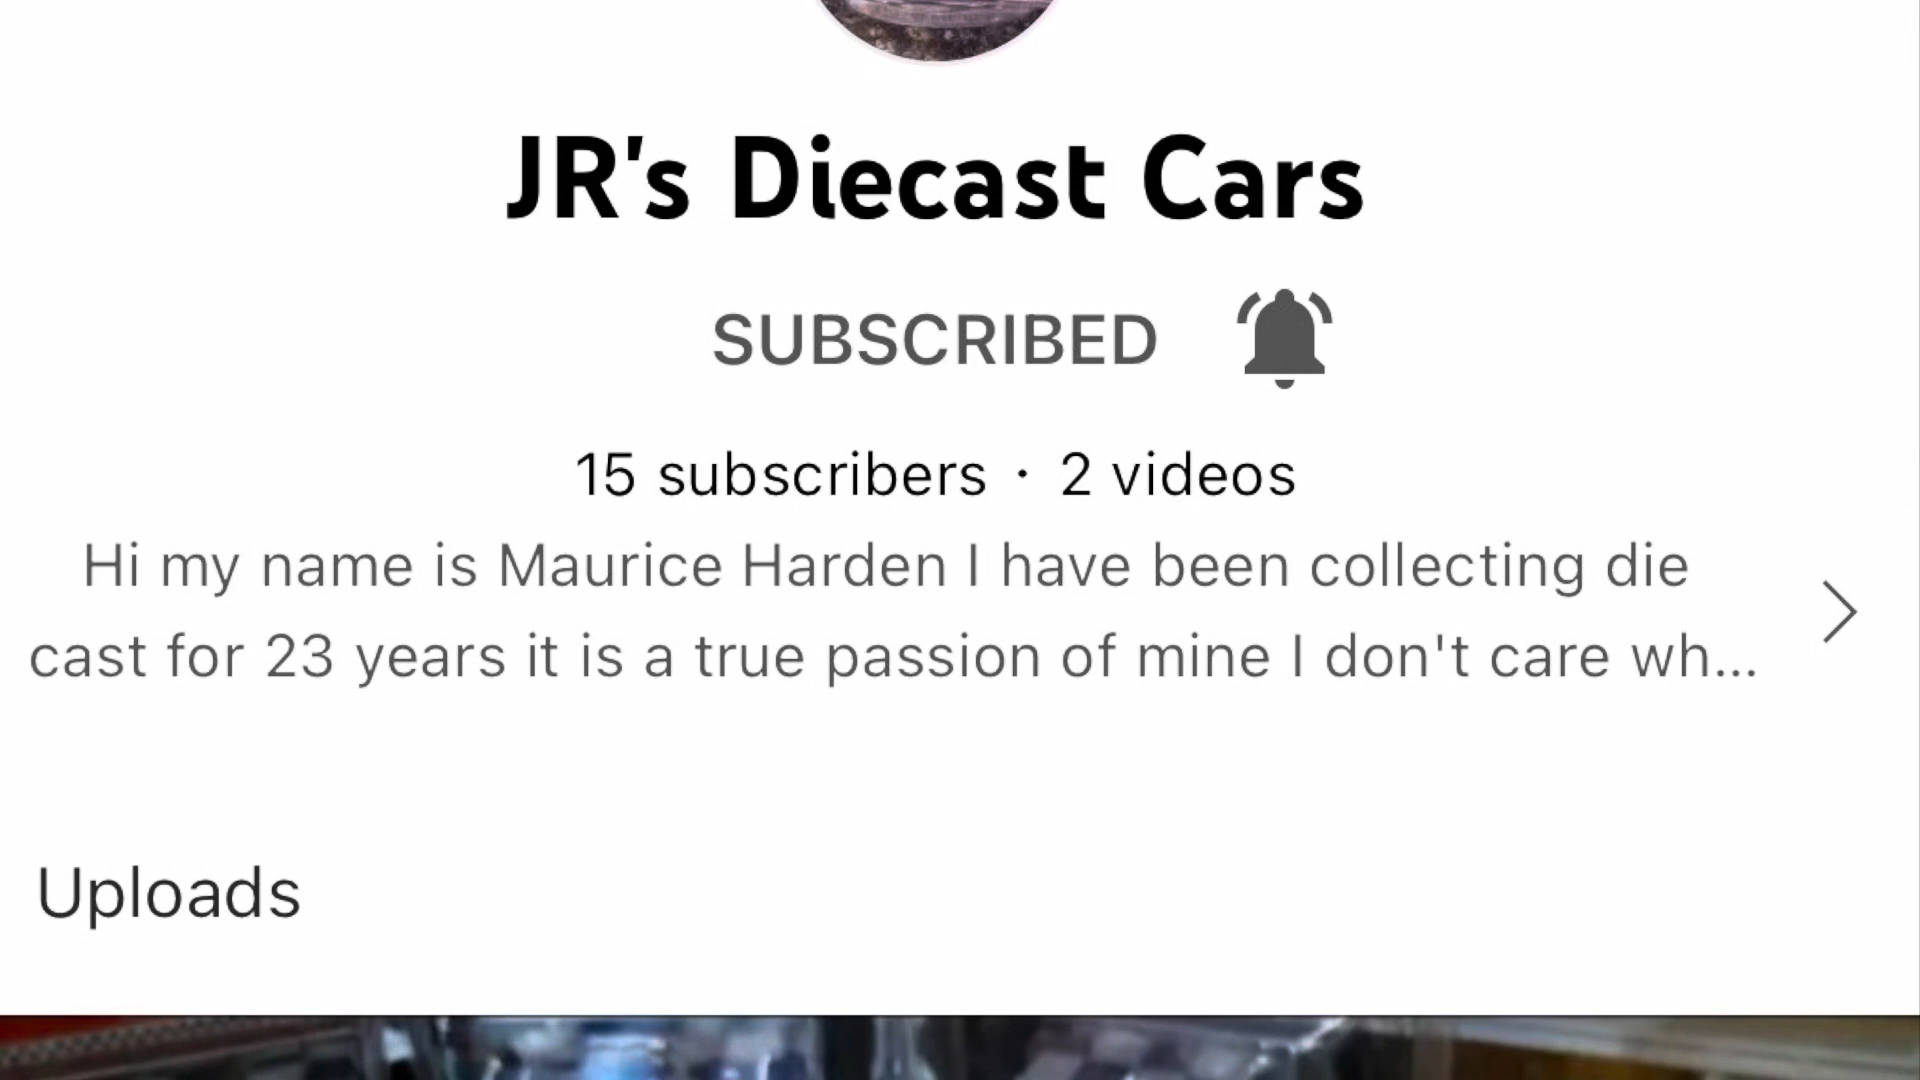 JR's Diecast Cars
SUBSCRIBED
15 subscribers · 2 videos
Hi my name is Maurice Harden I have been collecting die
cast for 23 years it is a true passion of mine I don't care wh...
Uploads